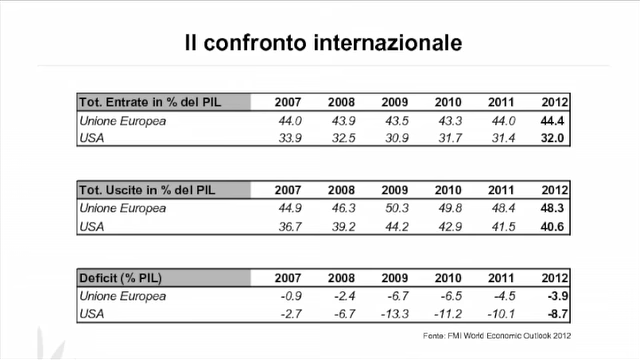 Il confronto internazionale
Tot. Entrate in % del PIL 2007 2008 2009 2010 2011 2012
Unione Europea 44.0 43.9 43.5 43.3 44.0 44.4
USA 33.9 32.5 30.9 31.7 31.4 32.0
Tot. Uscite in % del PIL 2007 2008 2009 2010 2011 2012
Unione Europea 44.9 46.3 50.3 49.8 48.4 48.3
USA 36.7 39.2 44.2 42.9 41.5 40.6
Deficit (% PIL) 2007 2008 2009 2010 2011 2012
Unione Europea -0.9 -2.4 -6.7 -6.5 -4.5 -3.9
USA -2.7 -6.7 -13.3 -11.2 -10.1 -8.7
Fonte: FMI World Economic Outlook 2012